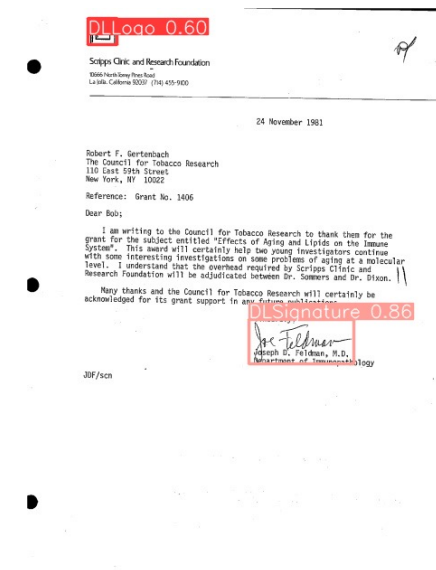 DLLogo 0.60
Scripps Clinic and Research Foundation
10666 North Torrey Pines Road
La Jolla, California 92037 (714) 455-9100
24 November 1981
Robert F. Gertenbach
The Council for Tobacco Research
110 East 59th Street
New York, NY 10022
Reference: Grant No. 1406
Dear Bob;
I am writing to the Council for Tobacco Research to thank them for the
grant for the subject entitled "Effects of Aging and Lipids on the Immune
System". This award will certainly help two young investigators continue
with some interesting investigations on some problems of aging at a molecular
level. I understand that the overhead required by Scripps Clinic and
Research Foundation will be adjudicated between Dr. Sommers and Dr. Dixon.
Many thanks and the Council for Tobacco Research will certainly be
acknowledged for its grant support in any future publications.
DLSignature 0.86
Joe Feldman
Joseph D. Feldman, M.D.
Department of Immunopathology
JDF/scn